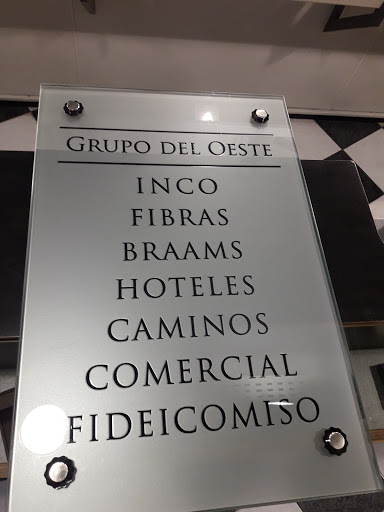 GRUPO DEL OESTE
INCO
FIBRAS
BRAAMS
HOTELES
CAMINOS
COMERCIAL
FIDEICOMISO